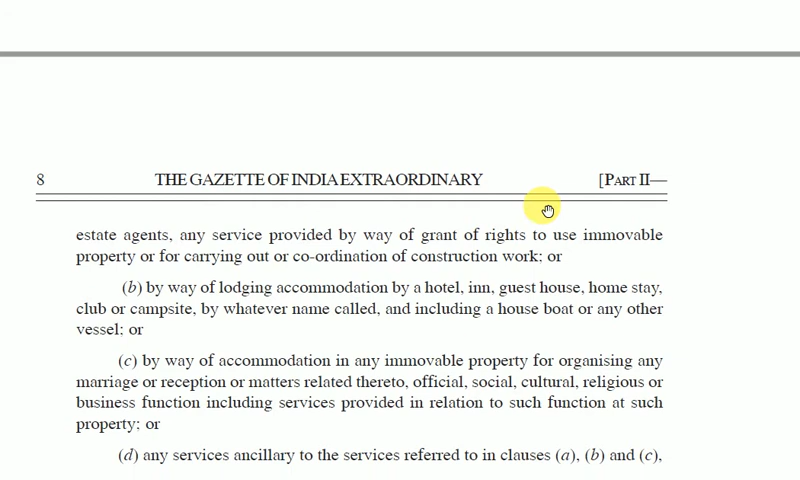 8 THE GAZETTE OF INDIA EXTRAORDINARY [PART II—
estate agents, any service provided by way of grant of rights to use immovable
property or for carrying out or co-ordination of construction work; or
(b) by way of lodging accommodation by a hotel, inn, guest house, home stay,
club or campsite, by whatever name called, and including a house boat or any other
vessel; or
(c) by way of accommodation in any immovable property for organising any
marriage or reception or matters related thereto, official, social, cultural, religious or
business function including services provided in relation to such function at such
property; or
(d) any services ancillary to the services referred to in clauses (a), (b) and (c),